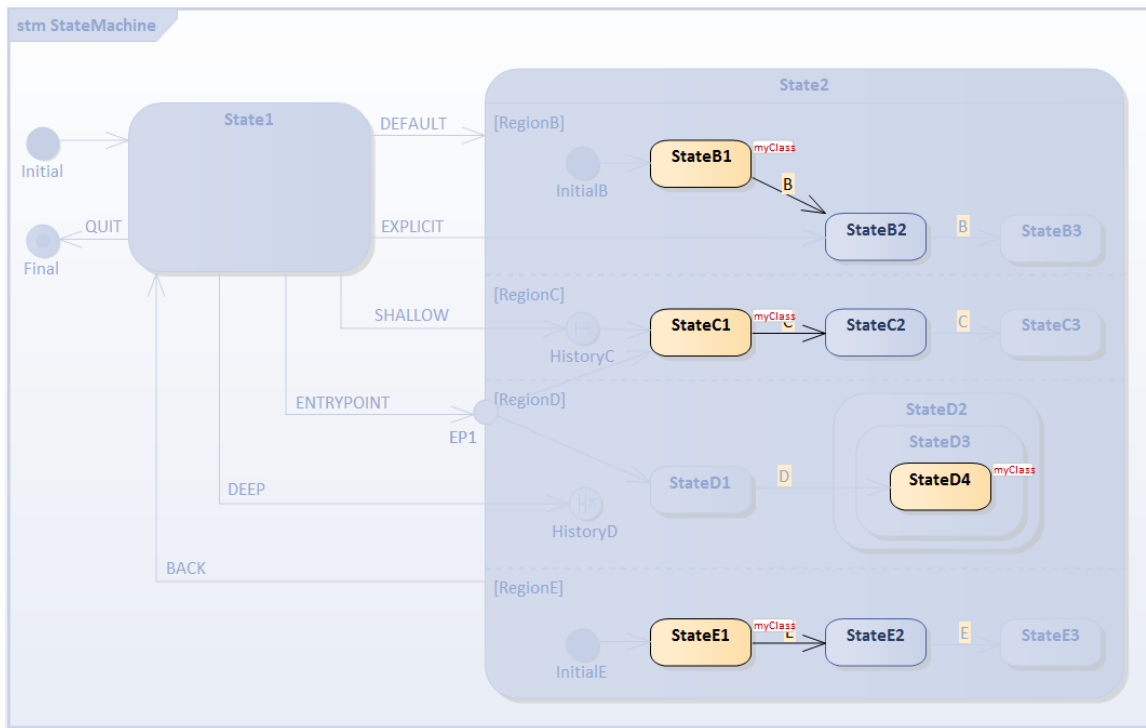 stm StateMachine
State2
State1
DEFAULT
[RegionB]
StateB1
myClass
Initial
InitialB
B
QUIT
EXPLICIT
StateB2
B
StateB3
Final
[RegionC]
SHALLOW
StateC1
myClass
StateC2
C
StateC3
H
HistoryC
ENTRYPOINT
[RegionD]
StateD2
EP1
StateD3
StateD1
D
StateD4
myClass
DEEP
H*
HistoryD
BACK
[RegionE]
StateE1
myClass
StateE2
E
StateE3
InitialE